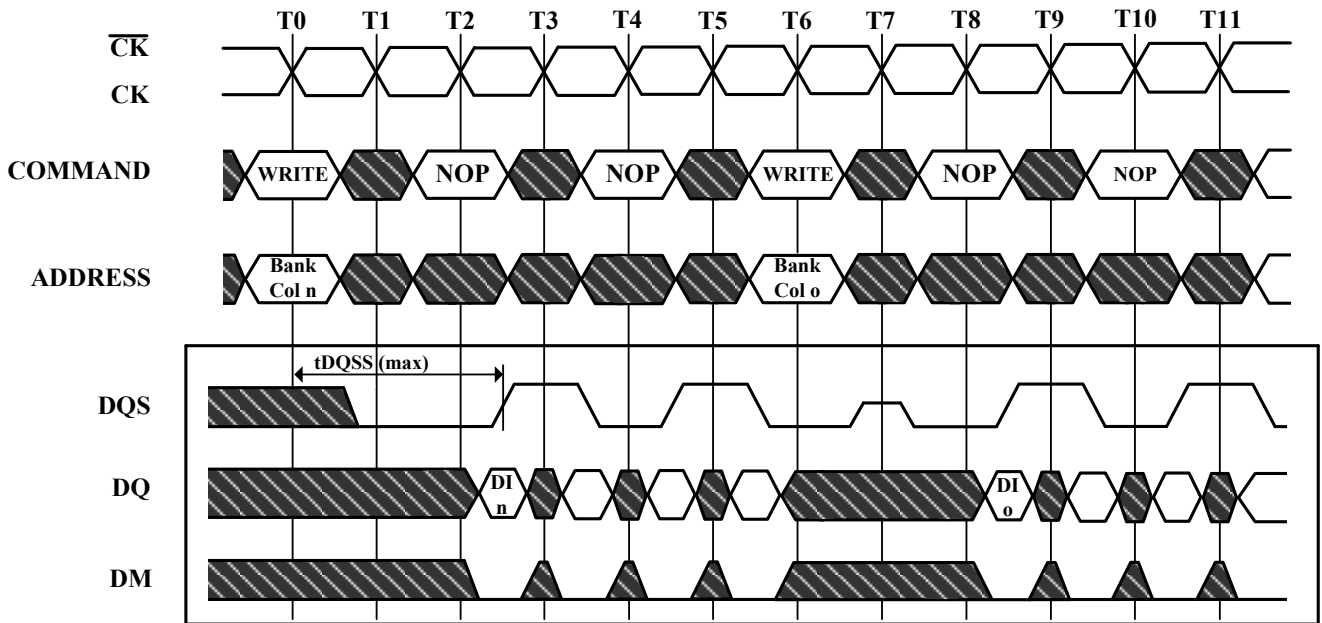 T0 T1 T2 T3 T4 T5 T6 T7 T8 T9 T10 T11
CK
CK
COMMAND WRITE NOP NOP WRITE NOP NOP
ADDRESS Bank Col n Bank Col o
tDQSS (max)
DQS
DQ DI n DI o
DM